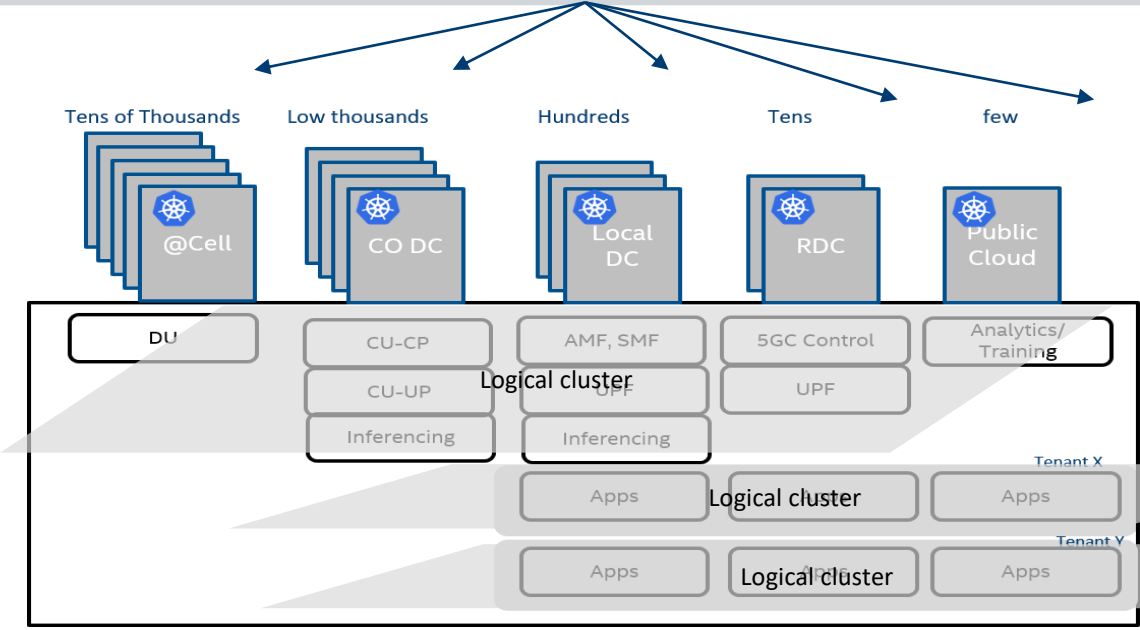 Tens of Thousands
Low thousands
Hundreds
Tens
few
@Cell
CO DC
Local
DC
RDC
Public
Cloud
DU
CU-CP
AMF, SMF
5GC Control
Analytics/
Training
CU-UP
Logical cluster
UPF
UPF
Inferencing
Inferencing
Tenant X
Apps
Logical cluster
Apps
Apps
Tenant Y
Apps
Logical cluster
Apps
Apps